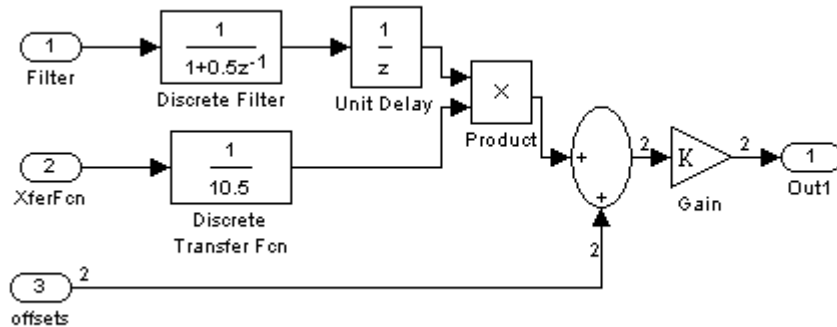 1
Filter
1
1+0.5z-1
Discrete Filter
1
z
Unit Delay
×
Product
2
XferFcn
1
10.5
Discrete
Transfer Fcn
3
offsets
2
2
+
+
2
K
Gain
2
1
Out1